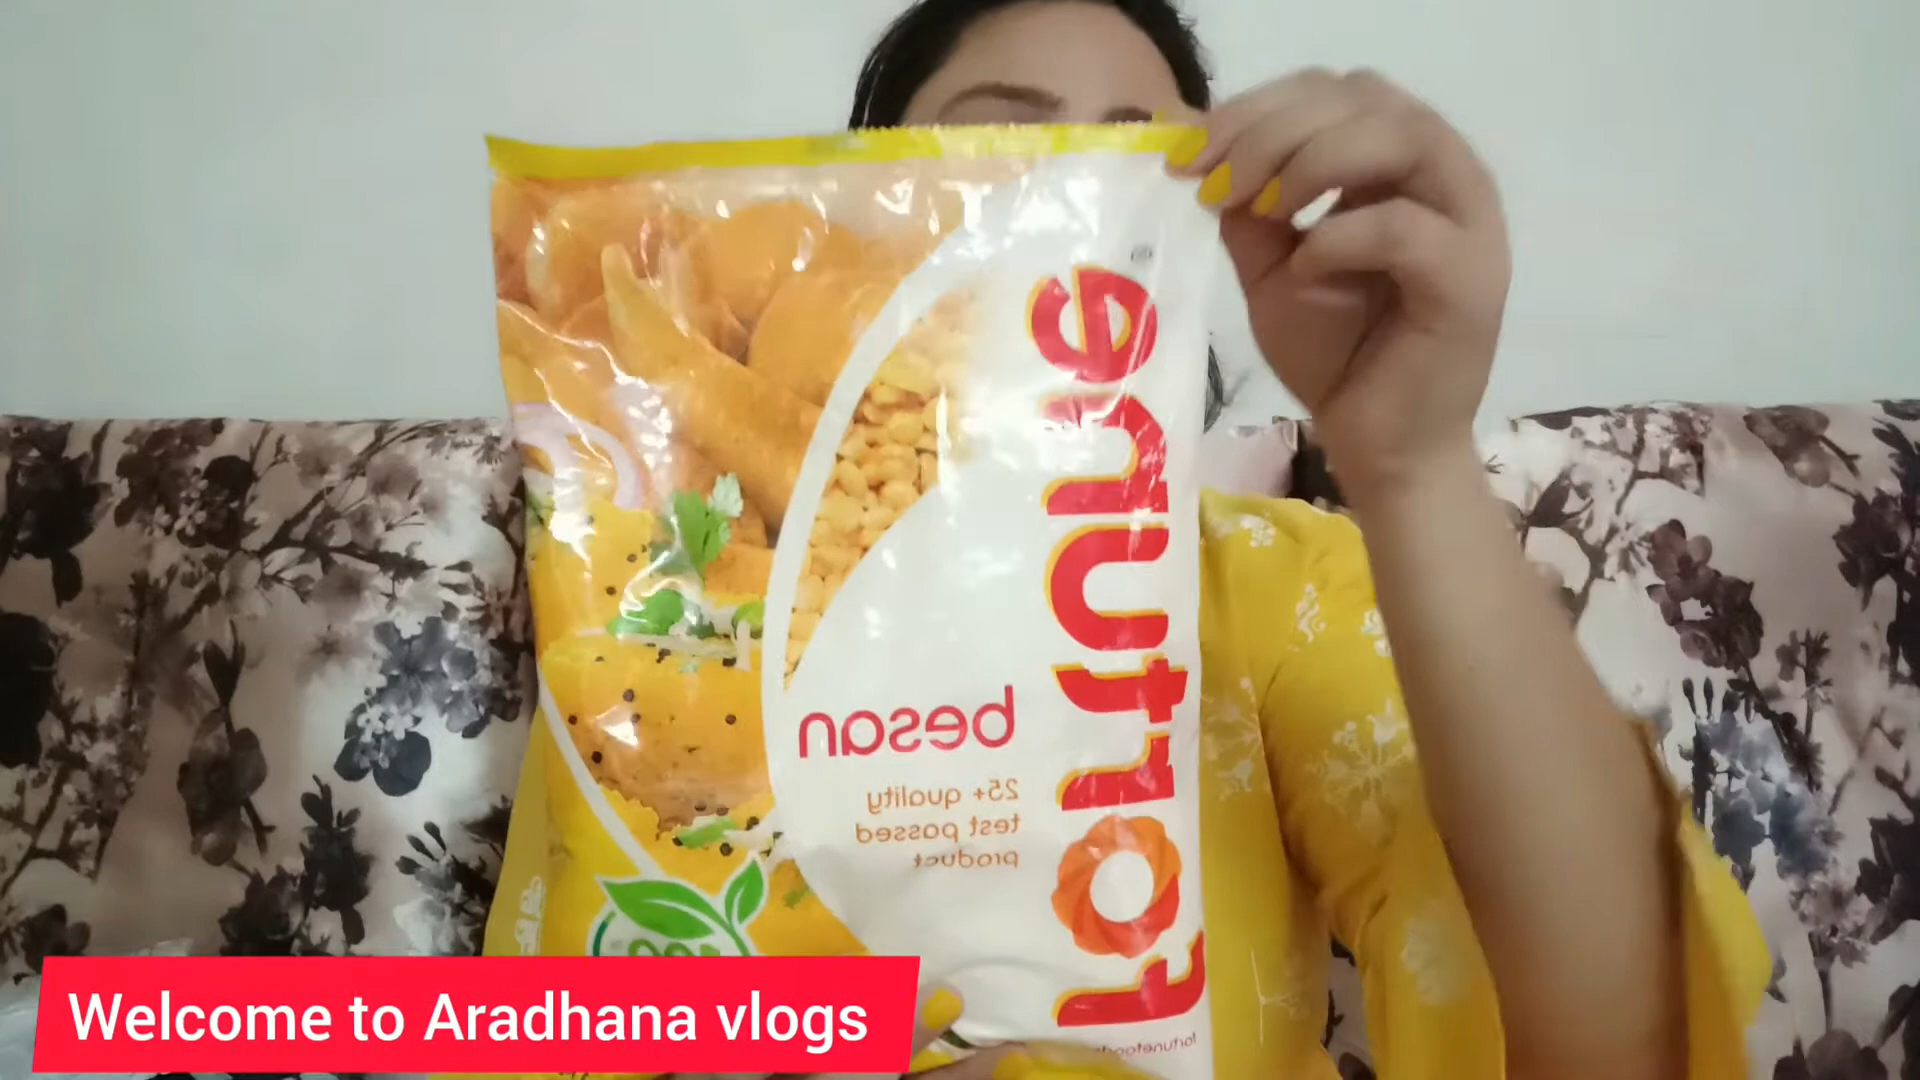 fortune
besan
25+ quality
test passed
product
Welcome to Aradhana vlogs